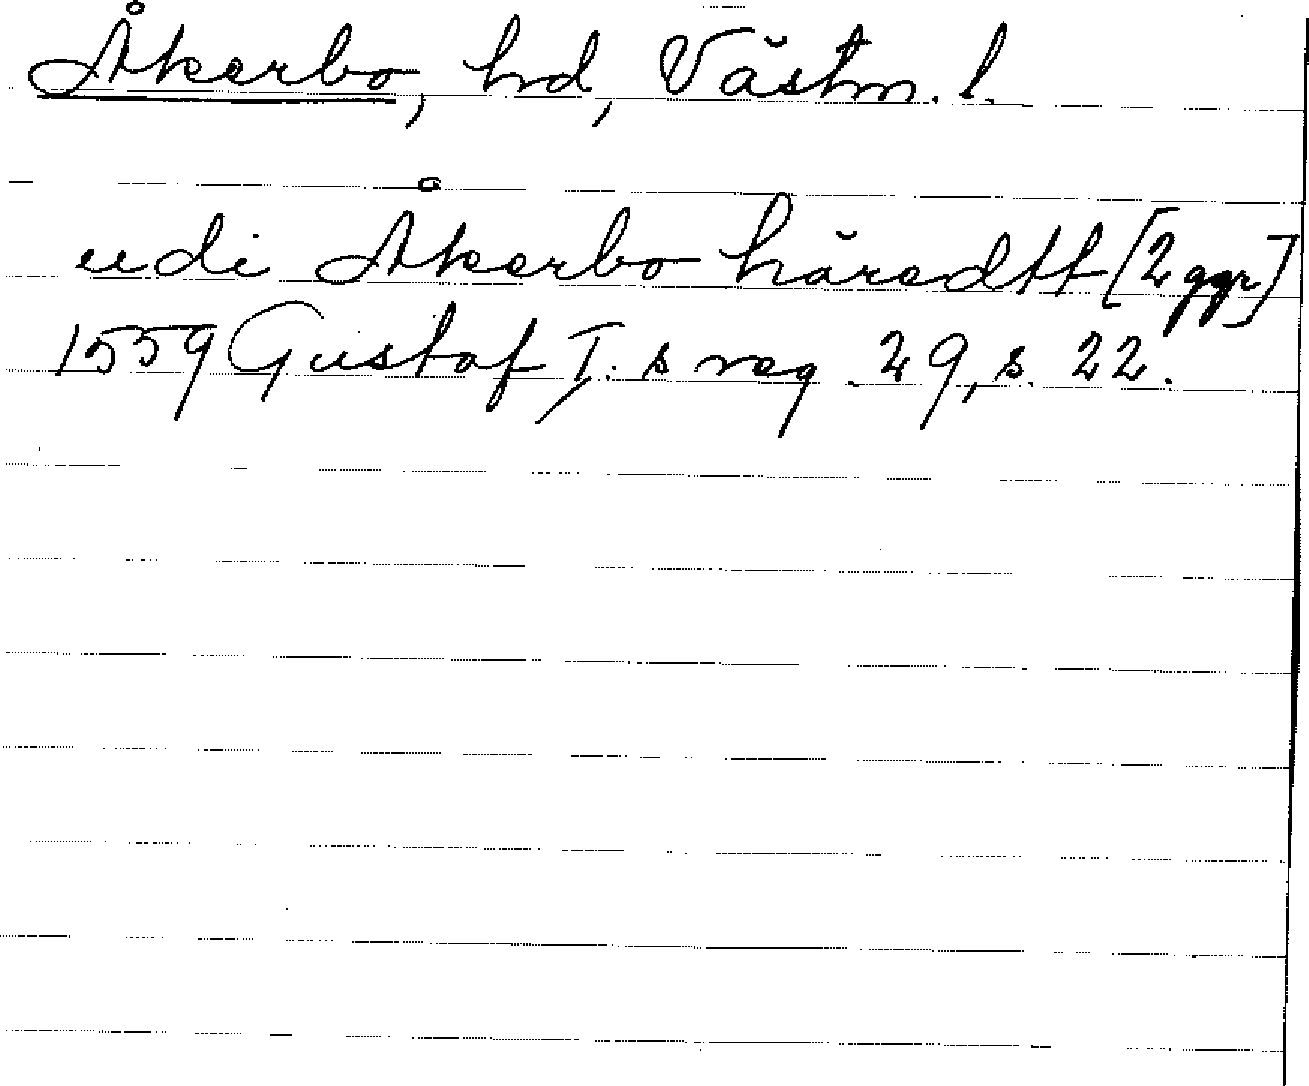 Åkerbo, hd, Västm. l.
udi Åkerbo häredtt [2 ggr]
1559 Gustaf I:s reg. 29, s. 22.